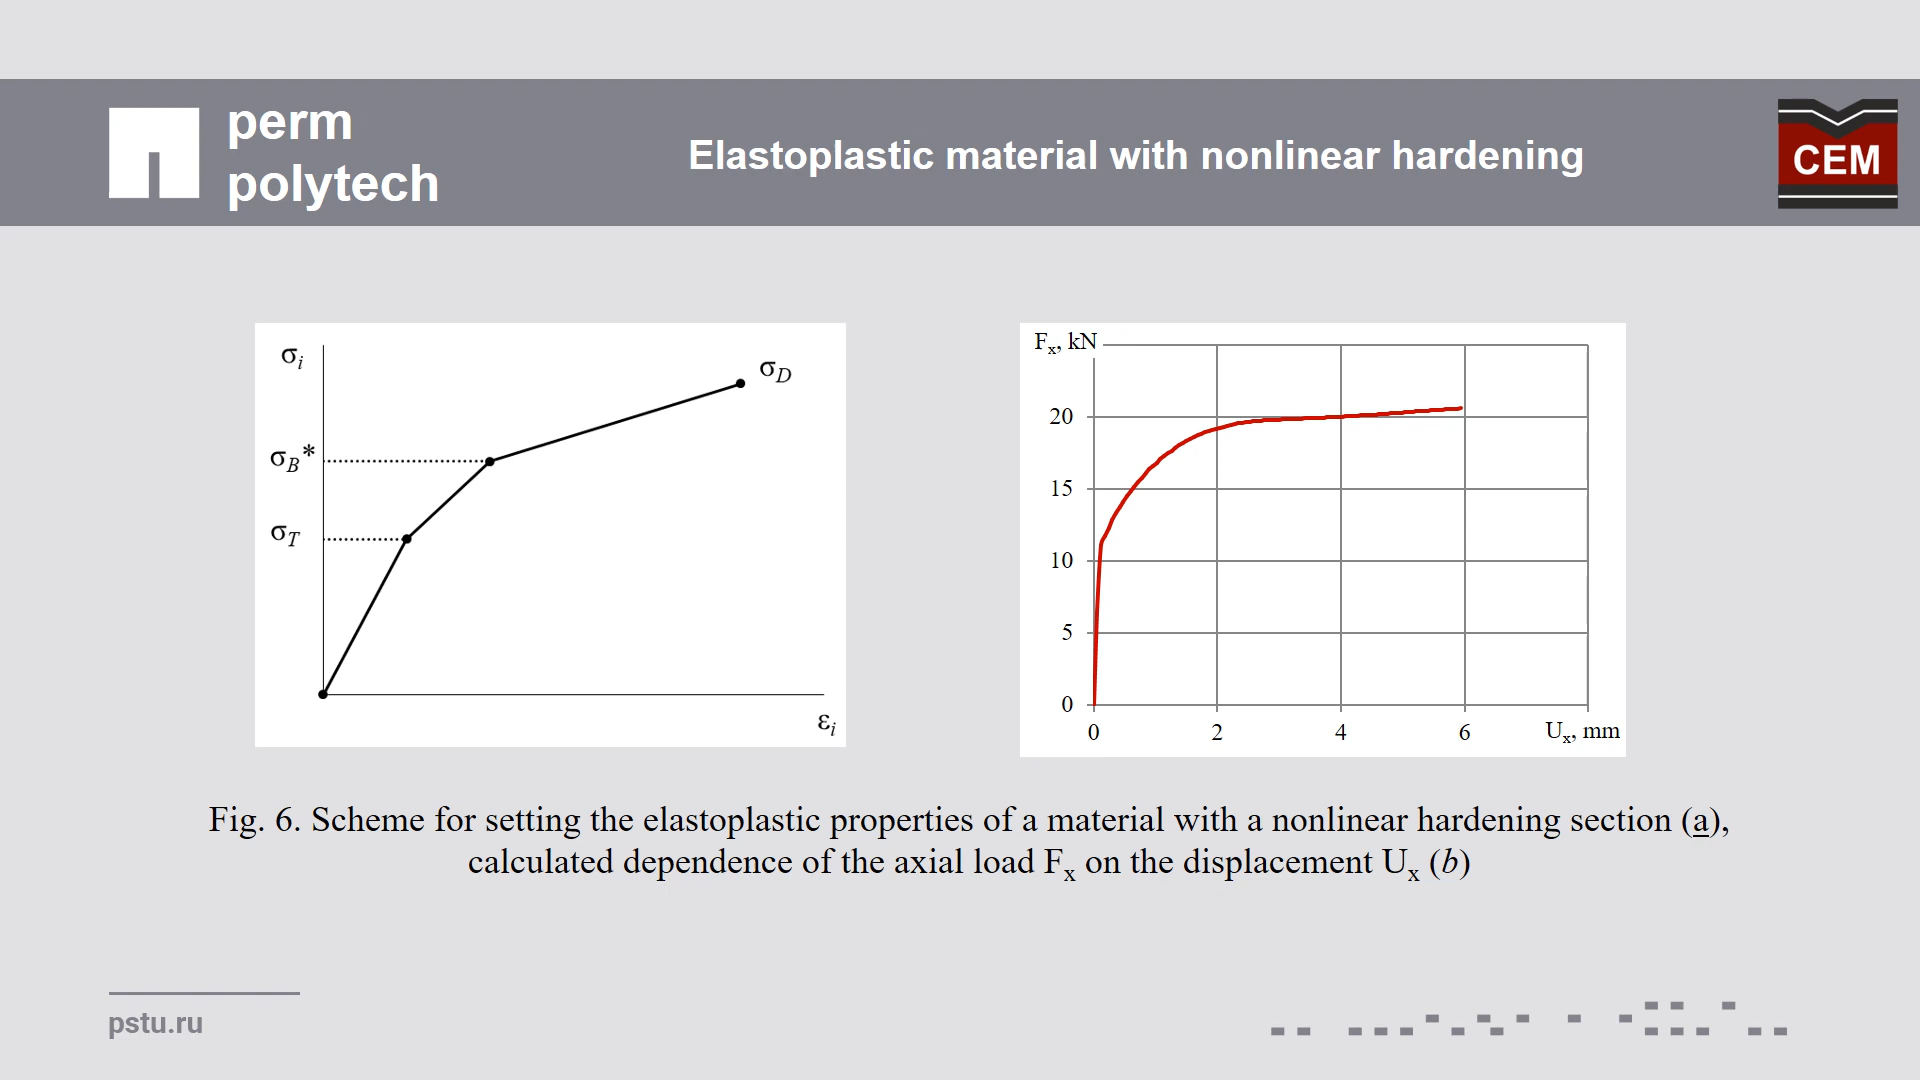 perm
polytech
Elastoplastic material with nonlinear hardening
CEM
σi
σD
σB*
σT
εi
Fx, kN
20
15
10
5
0
0 2 4 6 Ux, mm
Fig. 6. Scheme for setting the elastoplastic properties of a material with a nonlinear hardening section (a),
calculated dependence of the axial load Fx on the displacement Ux (b)
pstu.ru